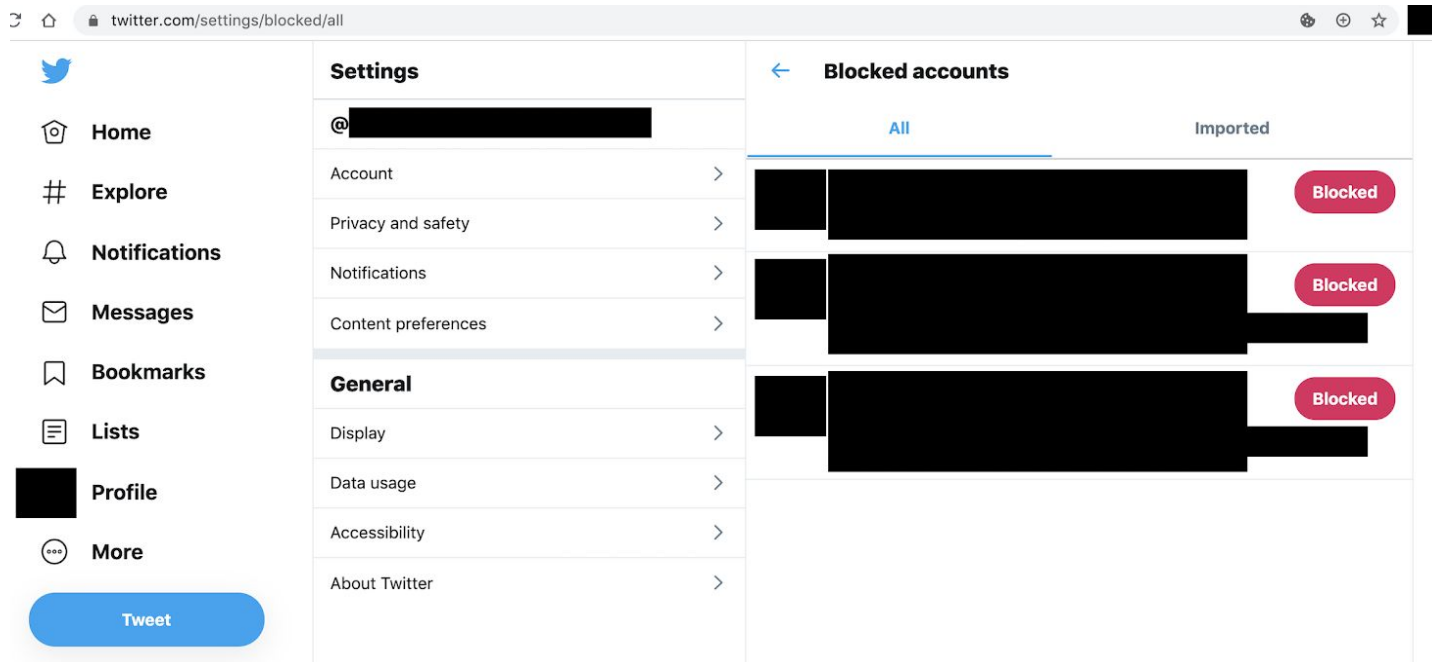 twitter.com/settings/blocked/all
Home
Explore
Notifications
Messages
Bookmarks
Lists
Profile
More
Tweet
Settings
@
Account
Privacy and safety
Notifications
Content preferences
General
Display
Data usage
Accessibility
About Twitter
Blocked accounts
All
Imported
Blocked
Blocked
Blocked